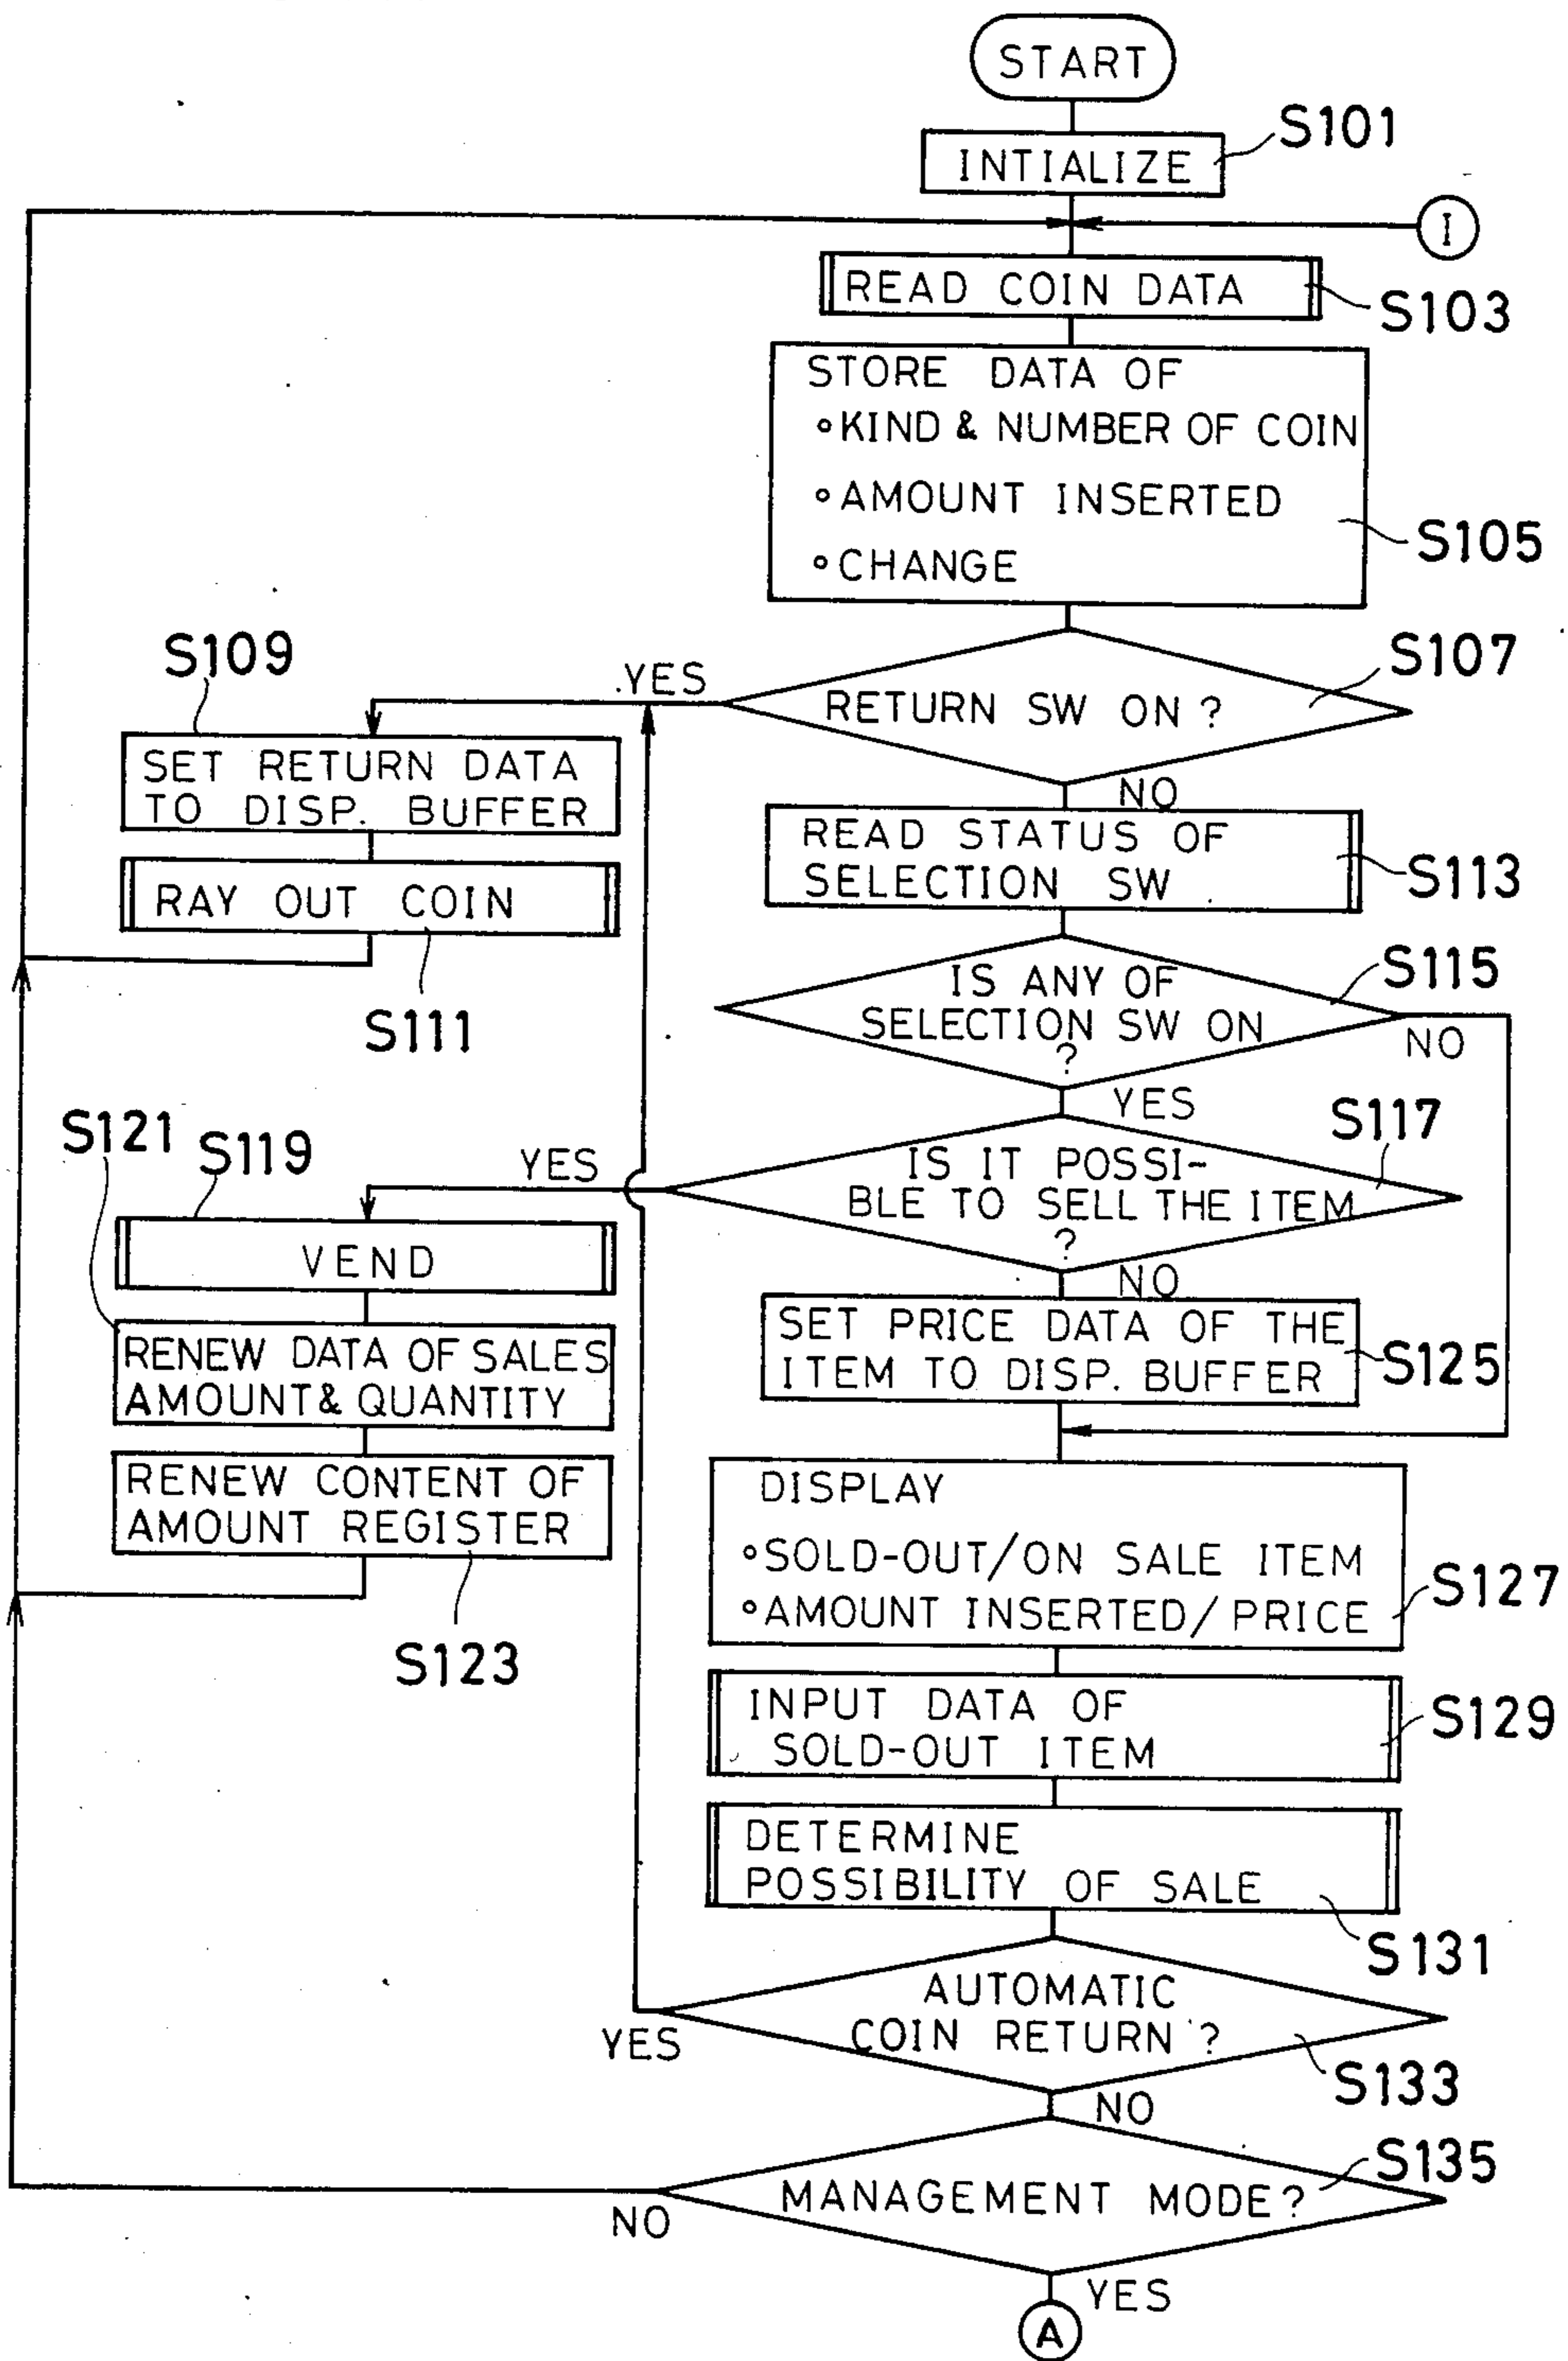 START
S101
INTIALIZE
I
READ COIN DATA
S103
STORE DATA OF
∘KIND & NUMBER OF COIN
∘AMOUNT INSERTED
∘CHANGE
S105
S107
RETURN SW ON ?
YES
NO
S109
SET RETURN DATA
TO DISP. BUFFER
RAY OUT COIN
S111
READ STATUS OF
SELECTION SW
S113
S115
IS ANY OF
SELECTION SW ON
?
NO
YES
S117
IS IT POSSI-
BLE TO SELL THE ITEM
?
YES
NO
S121
S119
VEND
RENEW DATA OF SALES
AMOUNT & QUANTITY
RENEW CONTENT OF
AMOUNT REGISTER
S123
SET PRICE DATA OF THE
ITEM TO DISP. BUFFER
S125
DISPLAY
∘SOLD-OUT/ON SALE ITEM
∘AMOUNT INSERTED/PRICE
S127
INPUT DATA OF
SOLD-OUT ITEM
S129
DETERMINE
POSSIBILITY OF SALE
S131
AUTOMATIC
COIN RETURN ?
YES
S133
NO
S135
MANAGEMENT MODE?
NO
YES
A